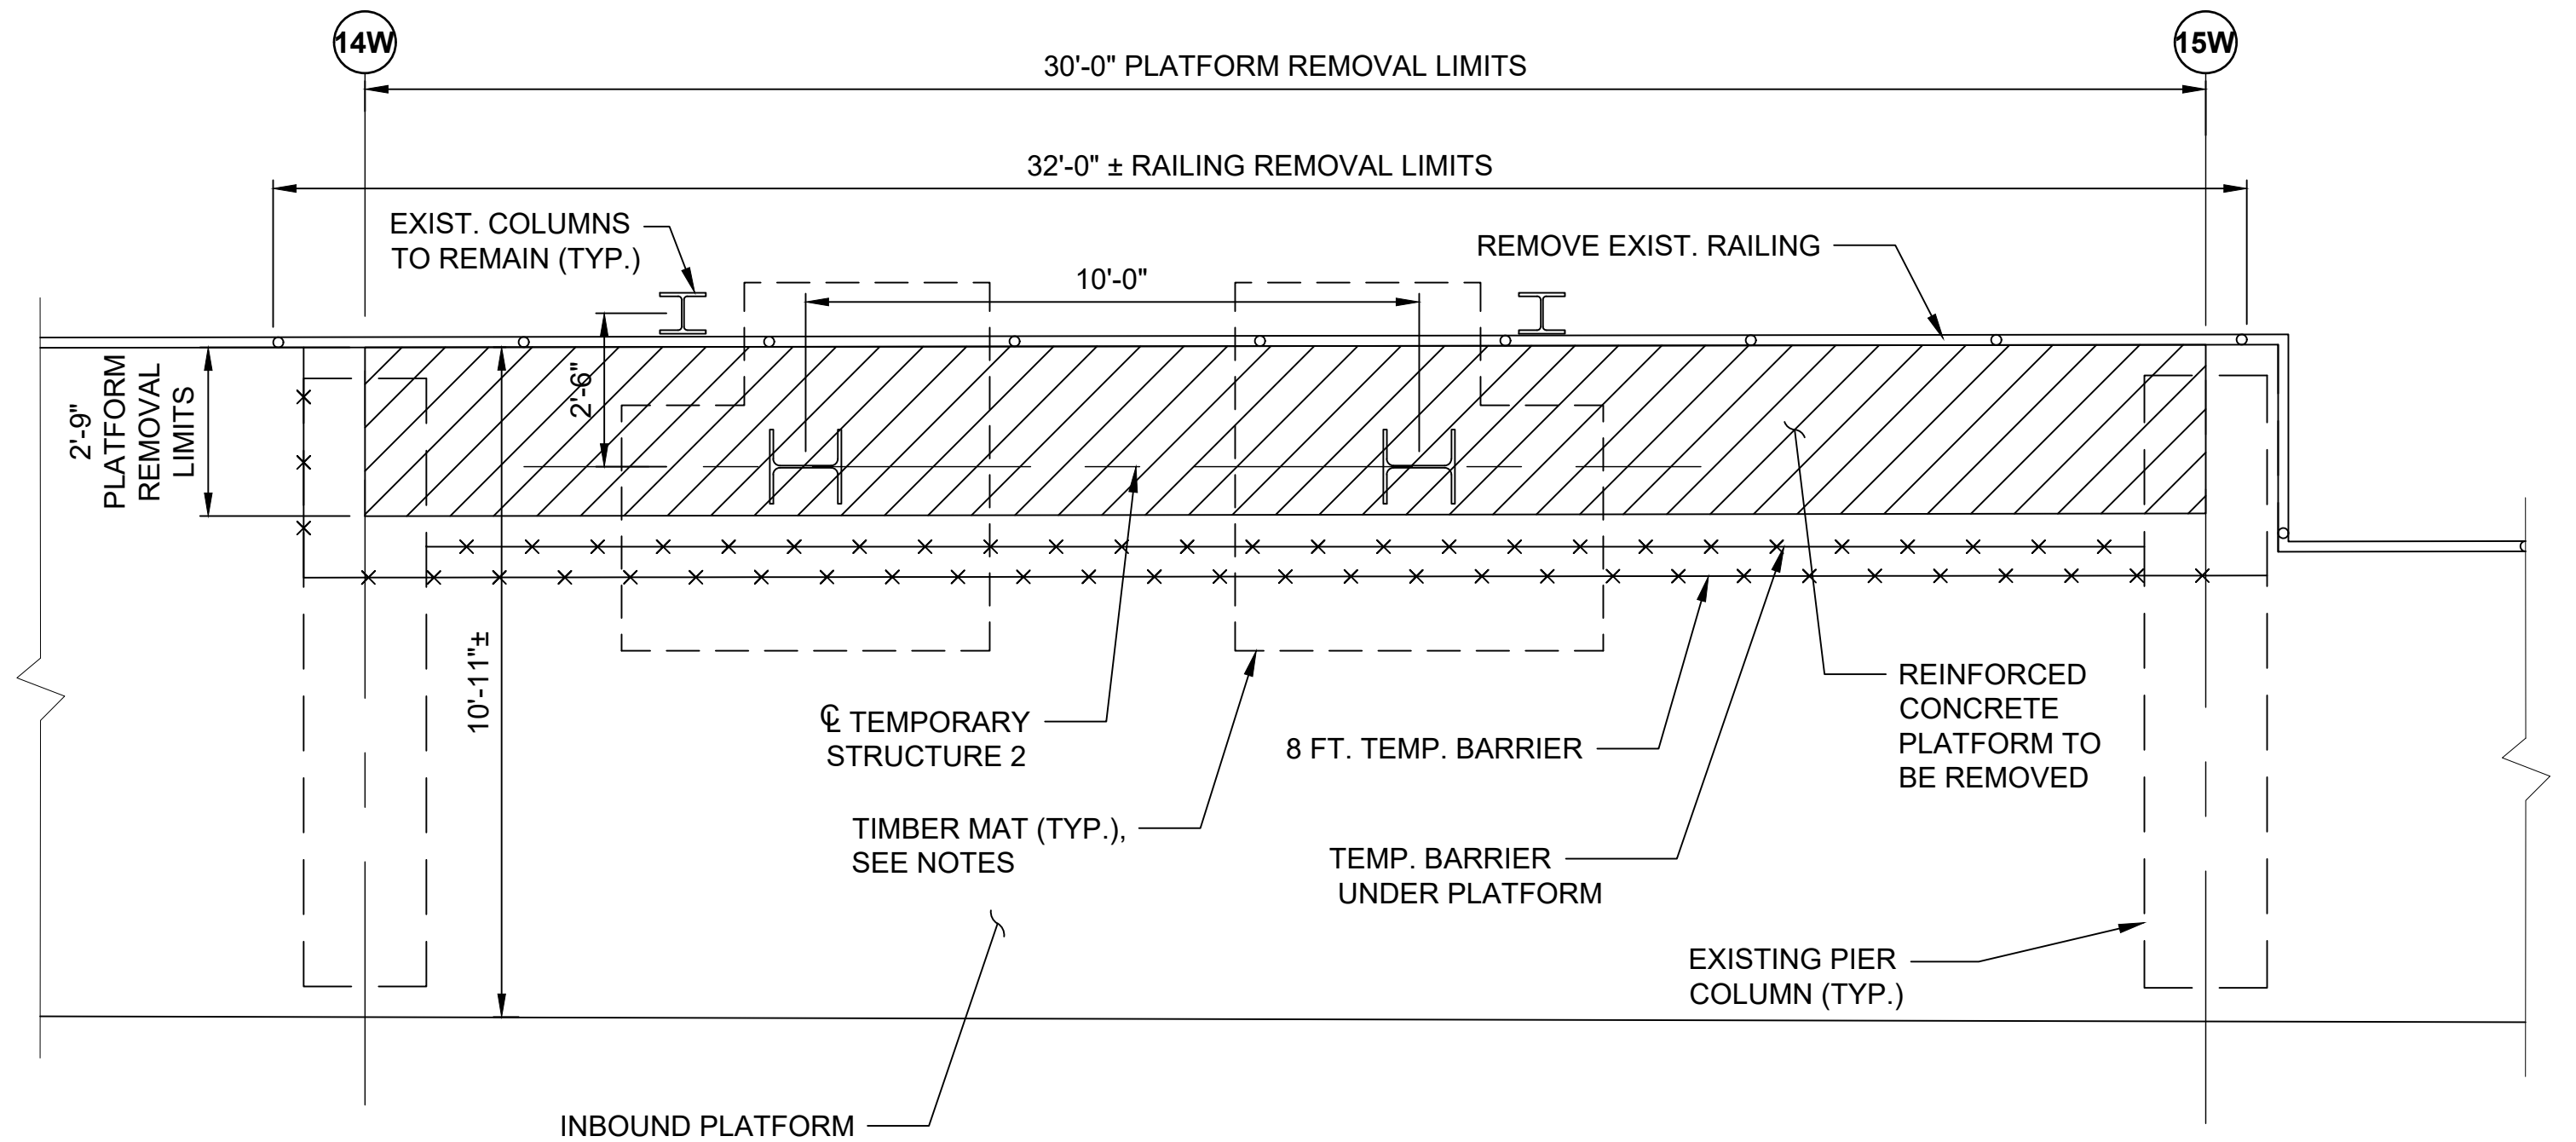 14W
15W
30'-0" PLATFORM REMOVAL LIMITS
32'-0" ± RAILING REMOVAL LIMITS
EXIST. COLUMNS
TO REMAIN (TYP.)
10'-0"
REMOVE EXIST. RAILING
2'-9"
PLATFORM
REMOVAL
LIMITS
2'-6"
10'-11"±
℄ TEMPORARY
STRUCTURE 2
8 FT. TEMP. BARRIER
REINFORCED
CONCRETE
PLATFORM TO
BE REMOVED
TIMBER MAT (TYP.),
SEE NOTES
TEMP. BARRIER
UNDER PLATFORM
EXISTING PIER
COLUMN (TYP.)
INBOUND PLATFORM